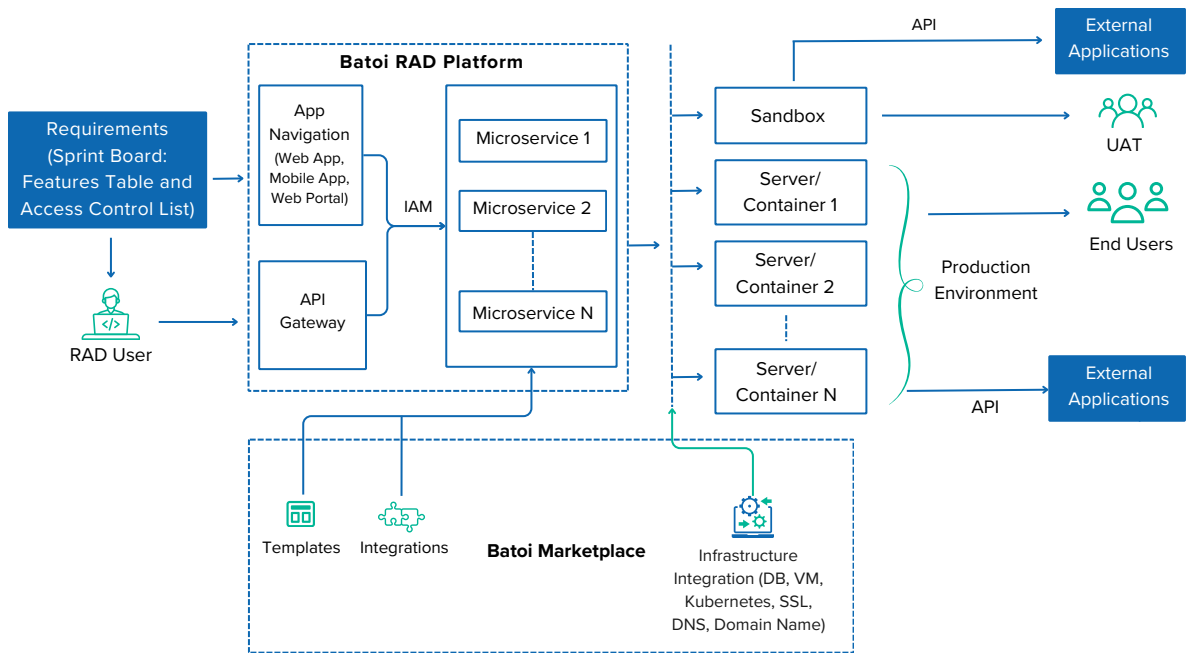 Requirements
(Sprint Board:
Features Table and
Access Control List)
RAD User
Batoi RAD Platform
App
Navigation
(Web App,
Mobile App,
Web Portal)
API
Gateway
IAM
Microservice 1
Microservice 2
Microservice N
Sandbox
Server/
Container 1
Server/
Container 2
Server/
Container N
API
External
Applications
UAT
End Users
Production
Environment
API
External
Applications
Templates
Integrations
Batoi Marketplace
Infrastructure
Integration (DB, VM,
Kubernetes, SSL,
DNS, Domain Name)